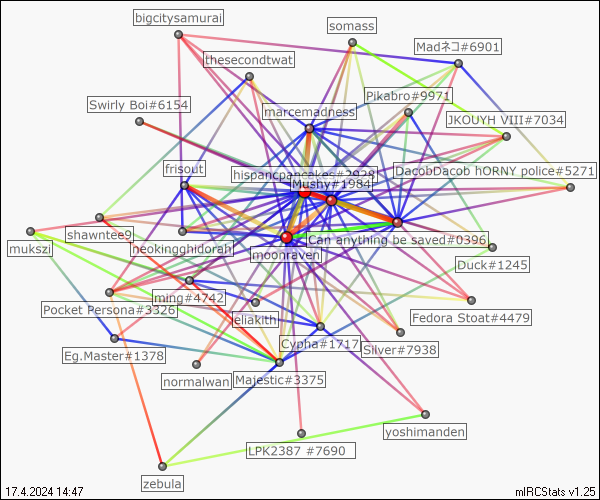 bigcitysamurai
somass
Madネコ#6901
thesecondtwat
Pikabro#9971
Swirly Boi#6154
marcemadness
JKOUYH VIII#7034
frisout
hispancpancakes#2938
DacobDacob hORNY police#5271
Mushy#1984
shawntee9
neokingghidorah
Can anything be saved#0396
mukszi
moonraven
Duck#1245
ming#4742
Pocket Persona#3326
eliakith
Fedora Stoat#4479
Cypha#1717
Silver#7938
Eg.Master#1378
normalwan
Majestic#3375
yoshimanden
LPK2387 #7690
zebula
17.4.2024 14:47
mIRCStats v1.25